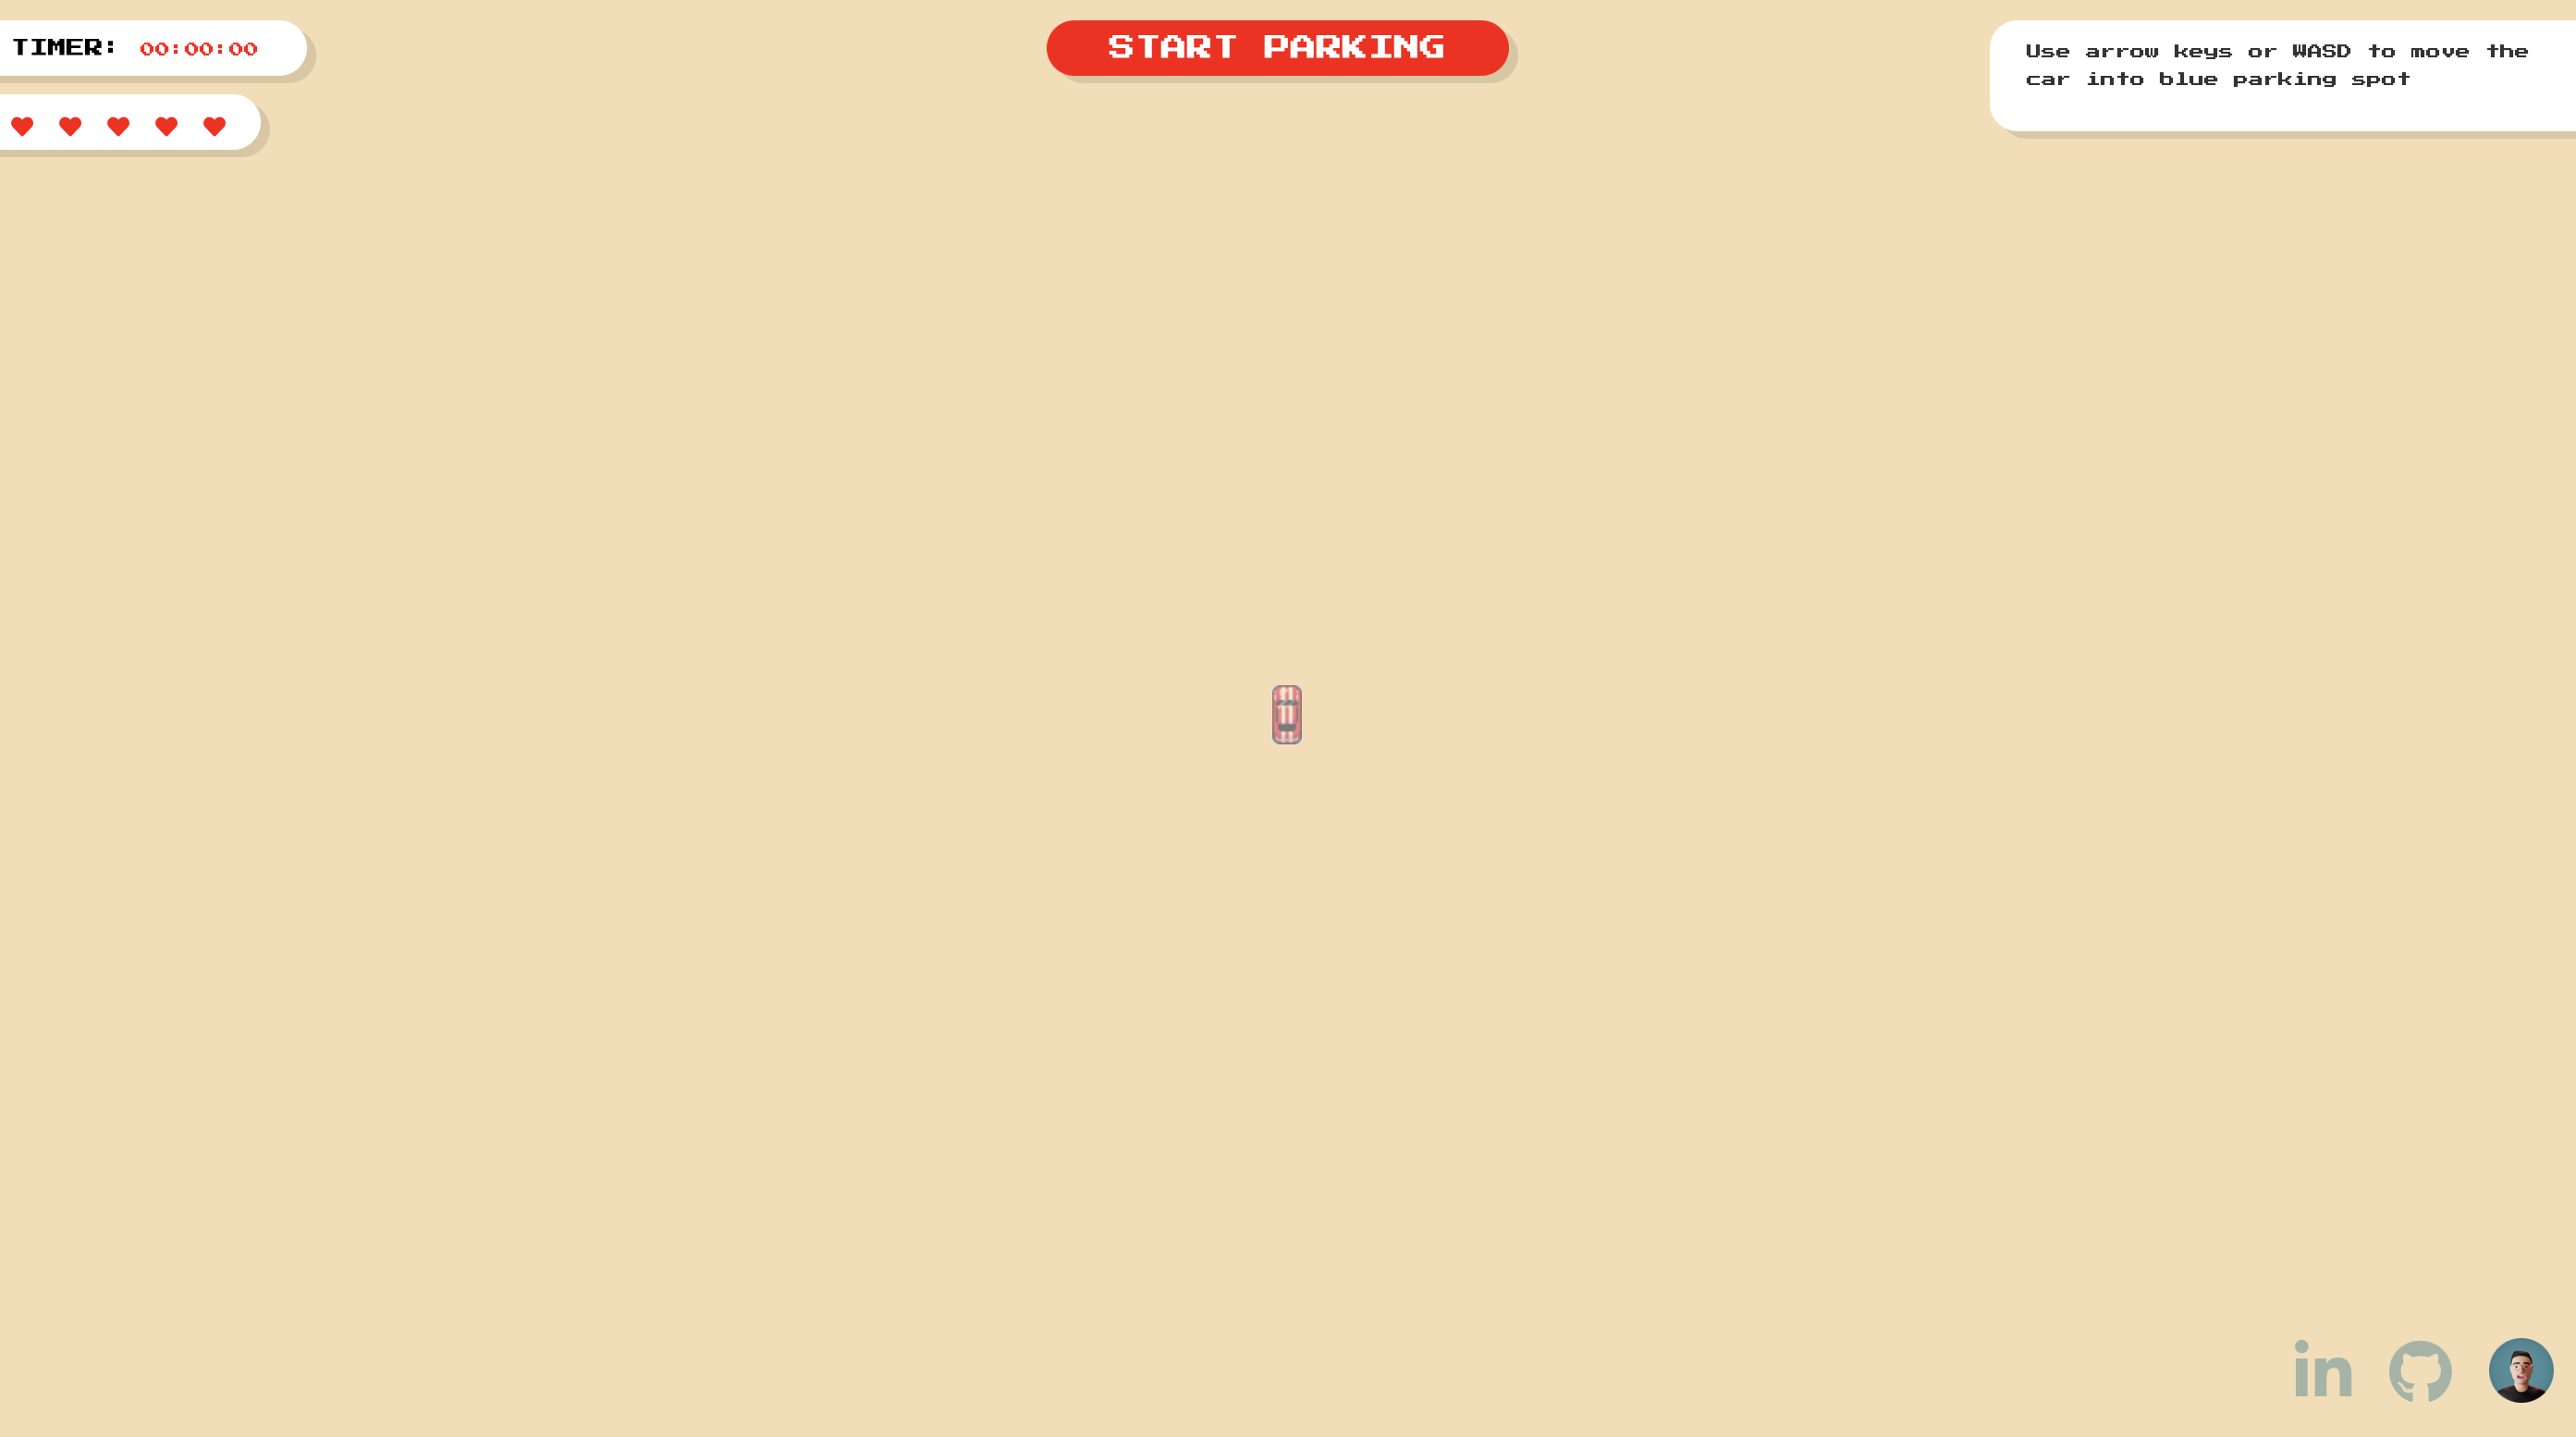 TIMER: 00:00:00
START PARKING
Use arrow keys or WASD to move the
car into blue parking spot
in